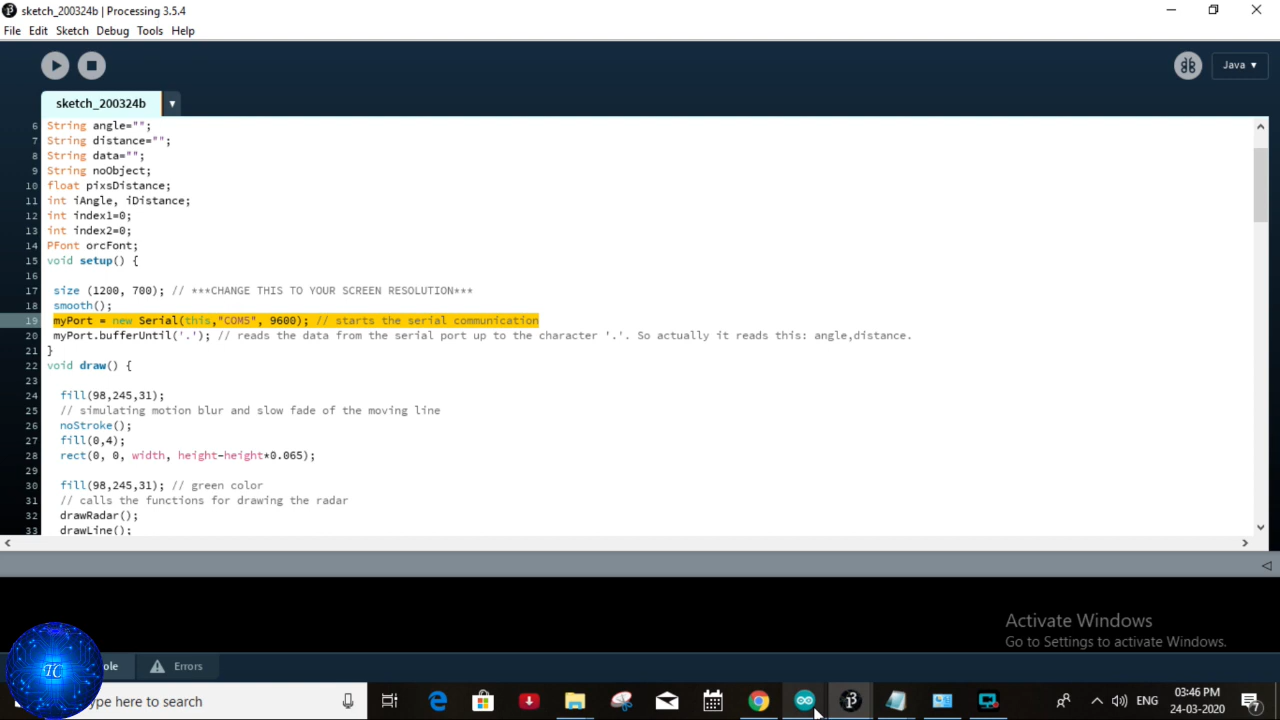 sketch_200324b | Processing 3.5.4
File Edit Sketch Debug Tools Help
Java ▾
sketch_200324b ▾
6 String angle="";
7 String distance="";
8 String data="";
9 String noObject;
10 float pixsDistance;
11 int iAngle, iDistance;
12 int index1=0;
13 int index2=0;
14 PFont orcFont;
15 void setup() {
16
17 size (1200, 700); // ***CHANGE THIS TO YOUR SCREEN RESOLUTION***
18 smooth();
19 myPort = new Serial(this,"COM5", 9600); // starts the serial communication
20 myPort.bufferUntil('.'); // reads the data from the serial port up to the character '.'. So actually it reads this: angle,distance.
21 }
22 void draw() {
23
24 fill(98,245,31);
25 // simulating motion blur and slow fade of the moving line
26 noStroke();
27 fill(0,4);
28 rect(0, 0, width, height-height*0.065);
29
30 fill(98,245,31); // green color
31 // calls the functions for drawing the radar
32 drawRadar();
33 drawLine();
Activate Windows
Go to Settings to activate Windows.
TC
ole Errors
ype here to search
ENG
03:46 PM
24-03-2020
7